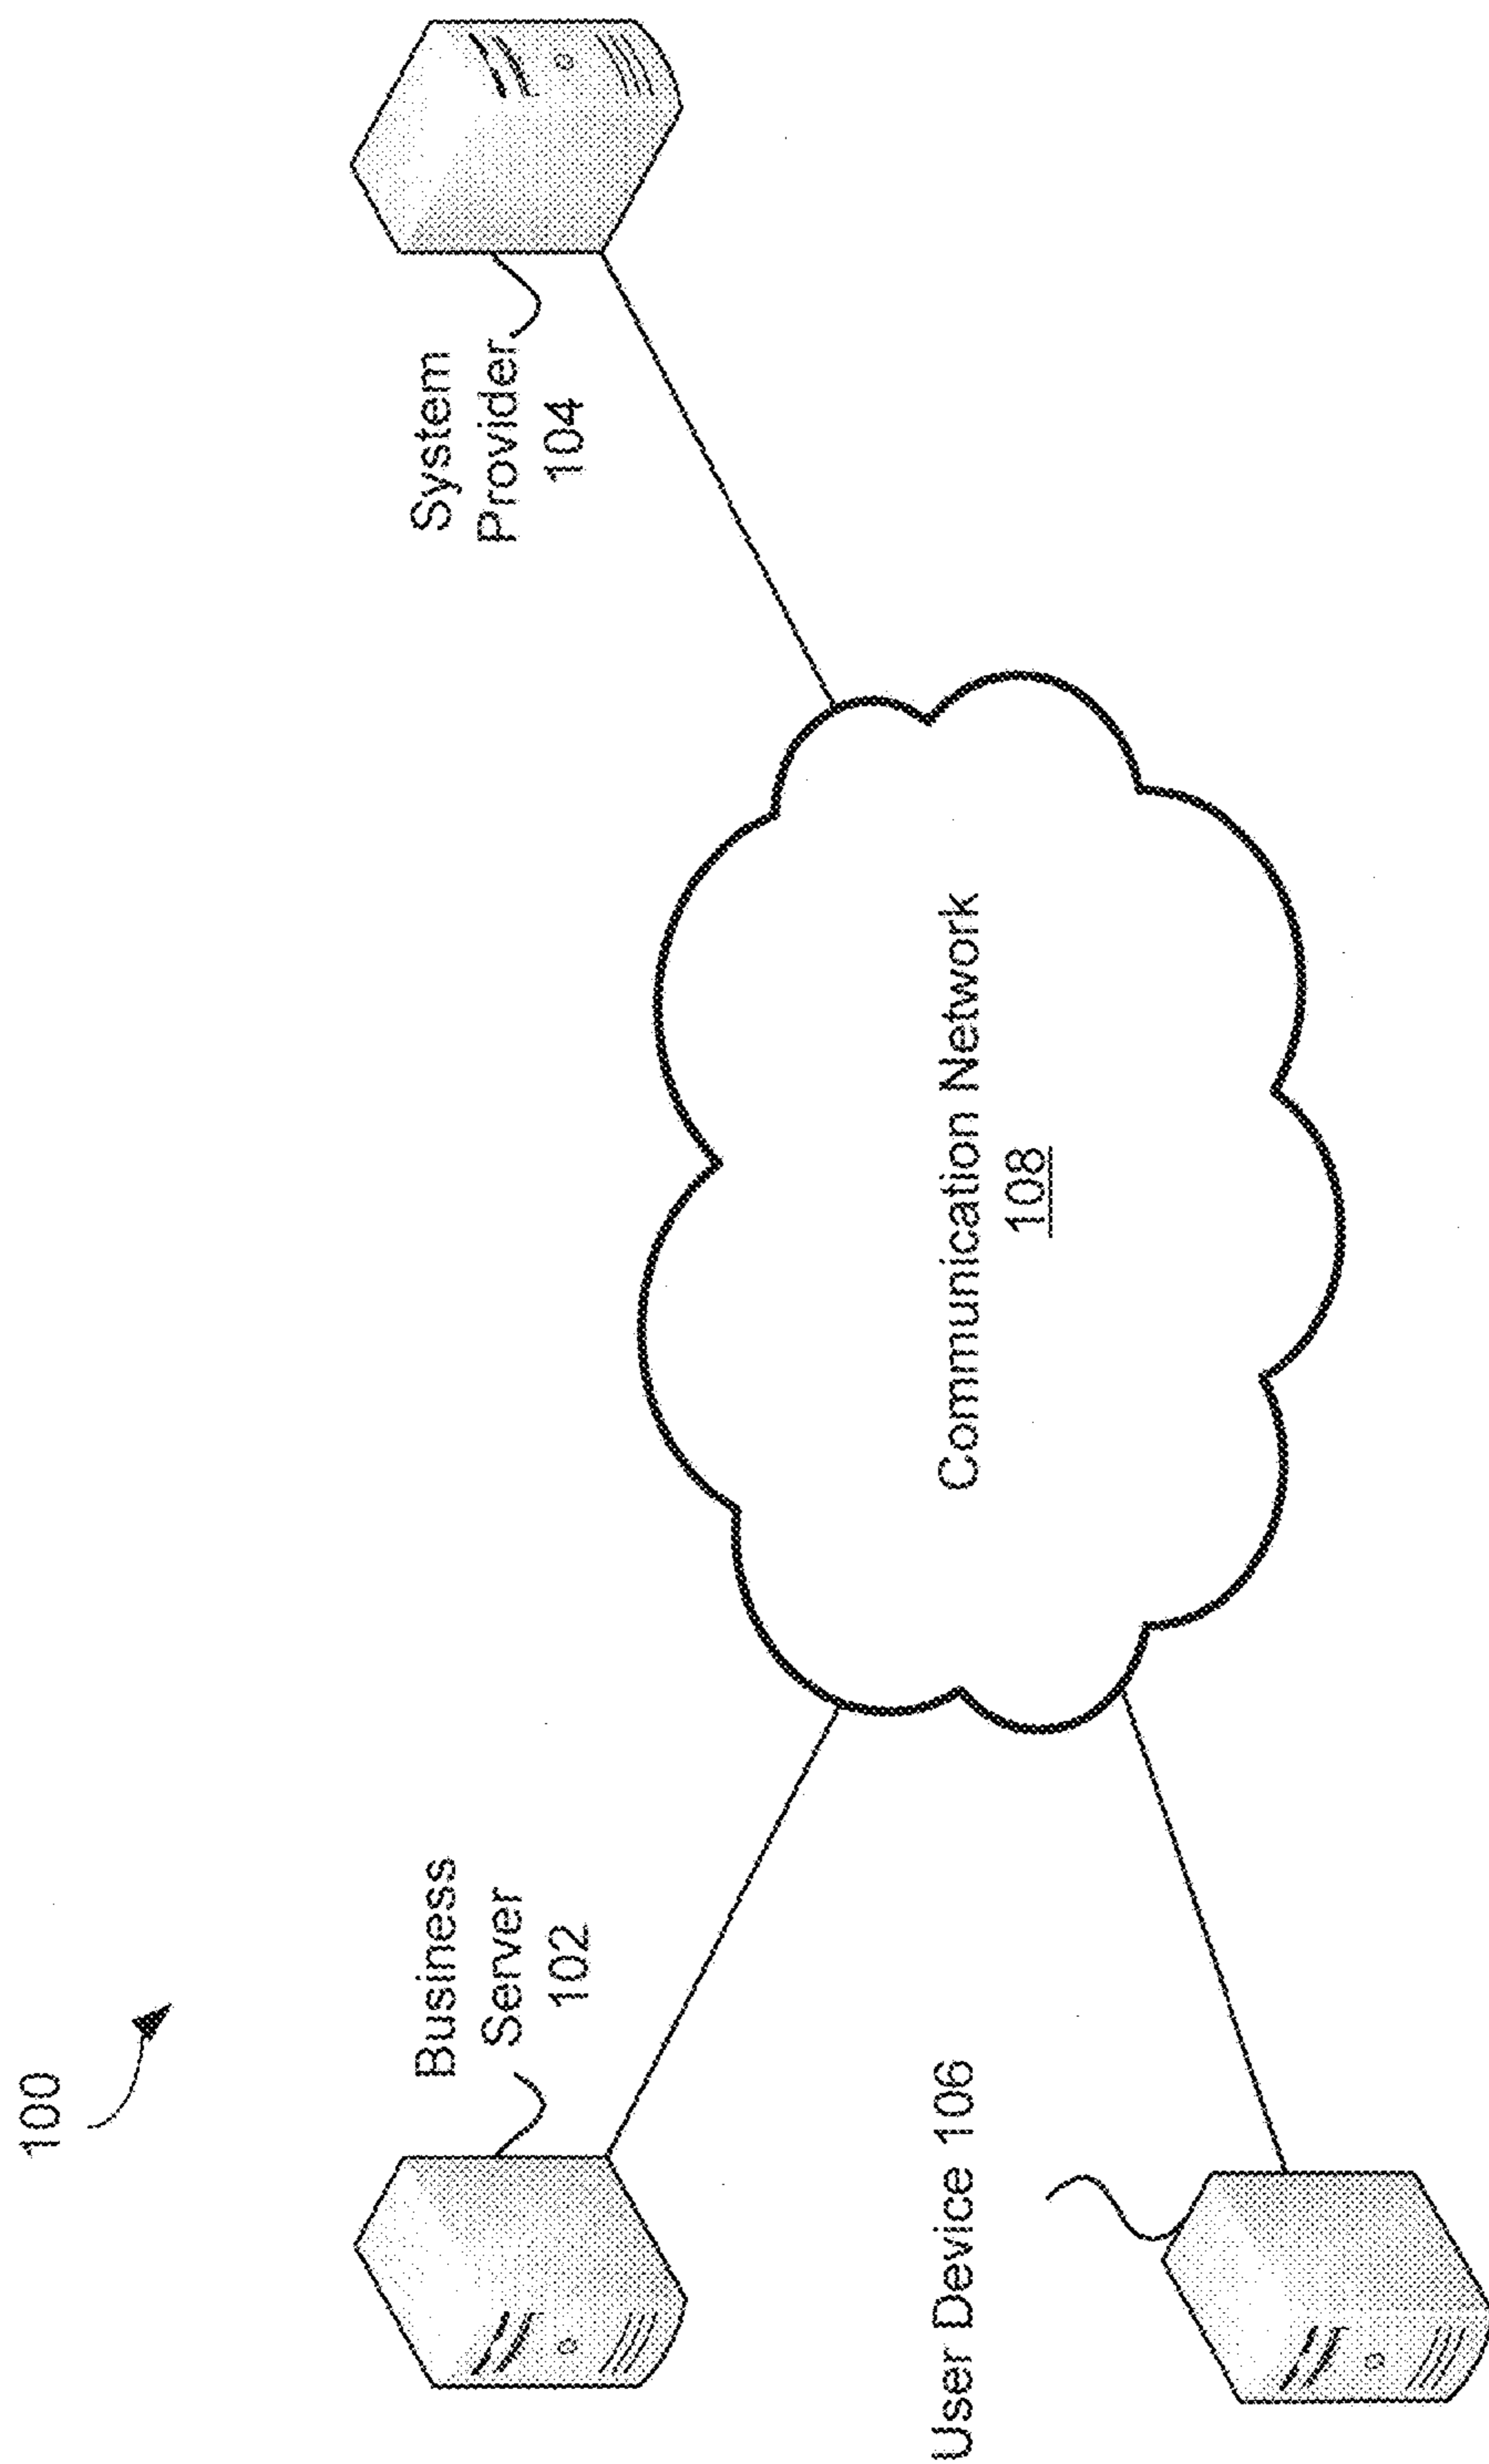 100
Business
Server
102
System
Provider
104
User Device 106
Communication Network
108